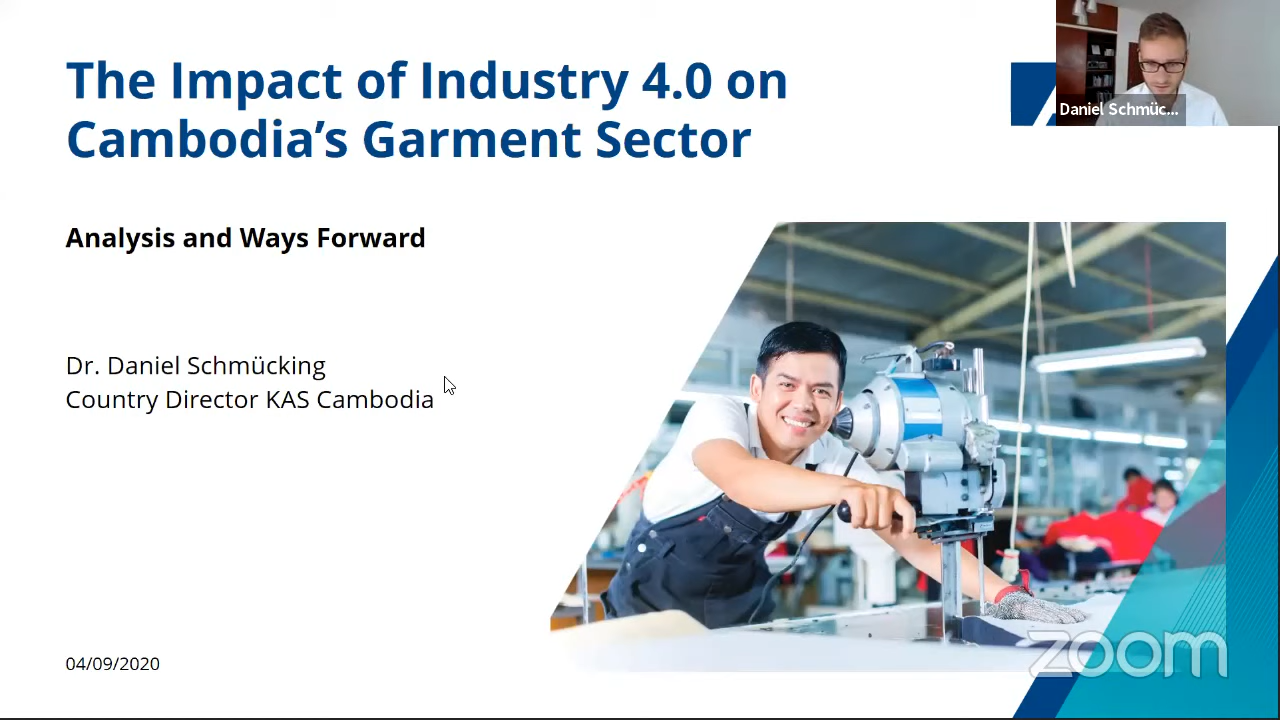 The Impact of Industry 4.0 on
Cambodia’s Garment Sector
Daniel Schmüc...
Analysis and Ways Forward
Dr. Daniel Schmücking
Country Director KAS Cambodia
04/09/2020
zoom